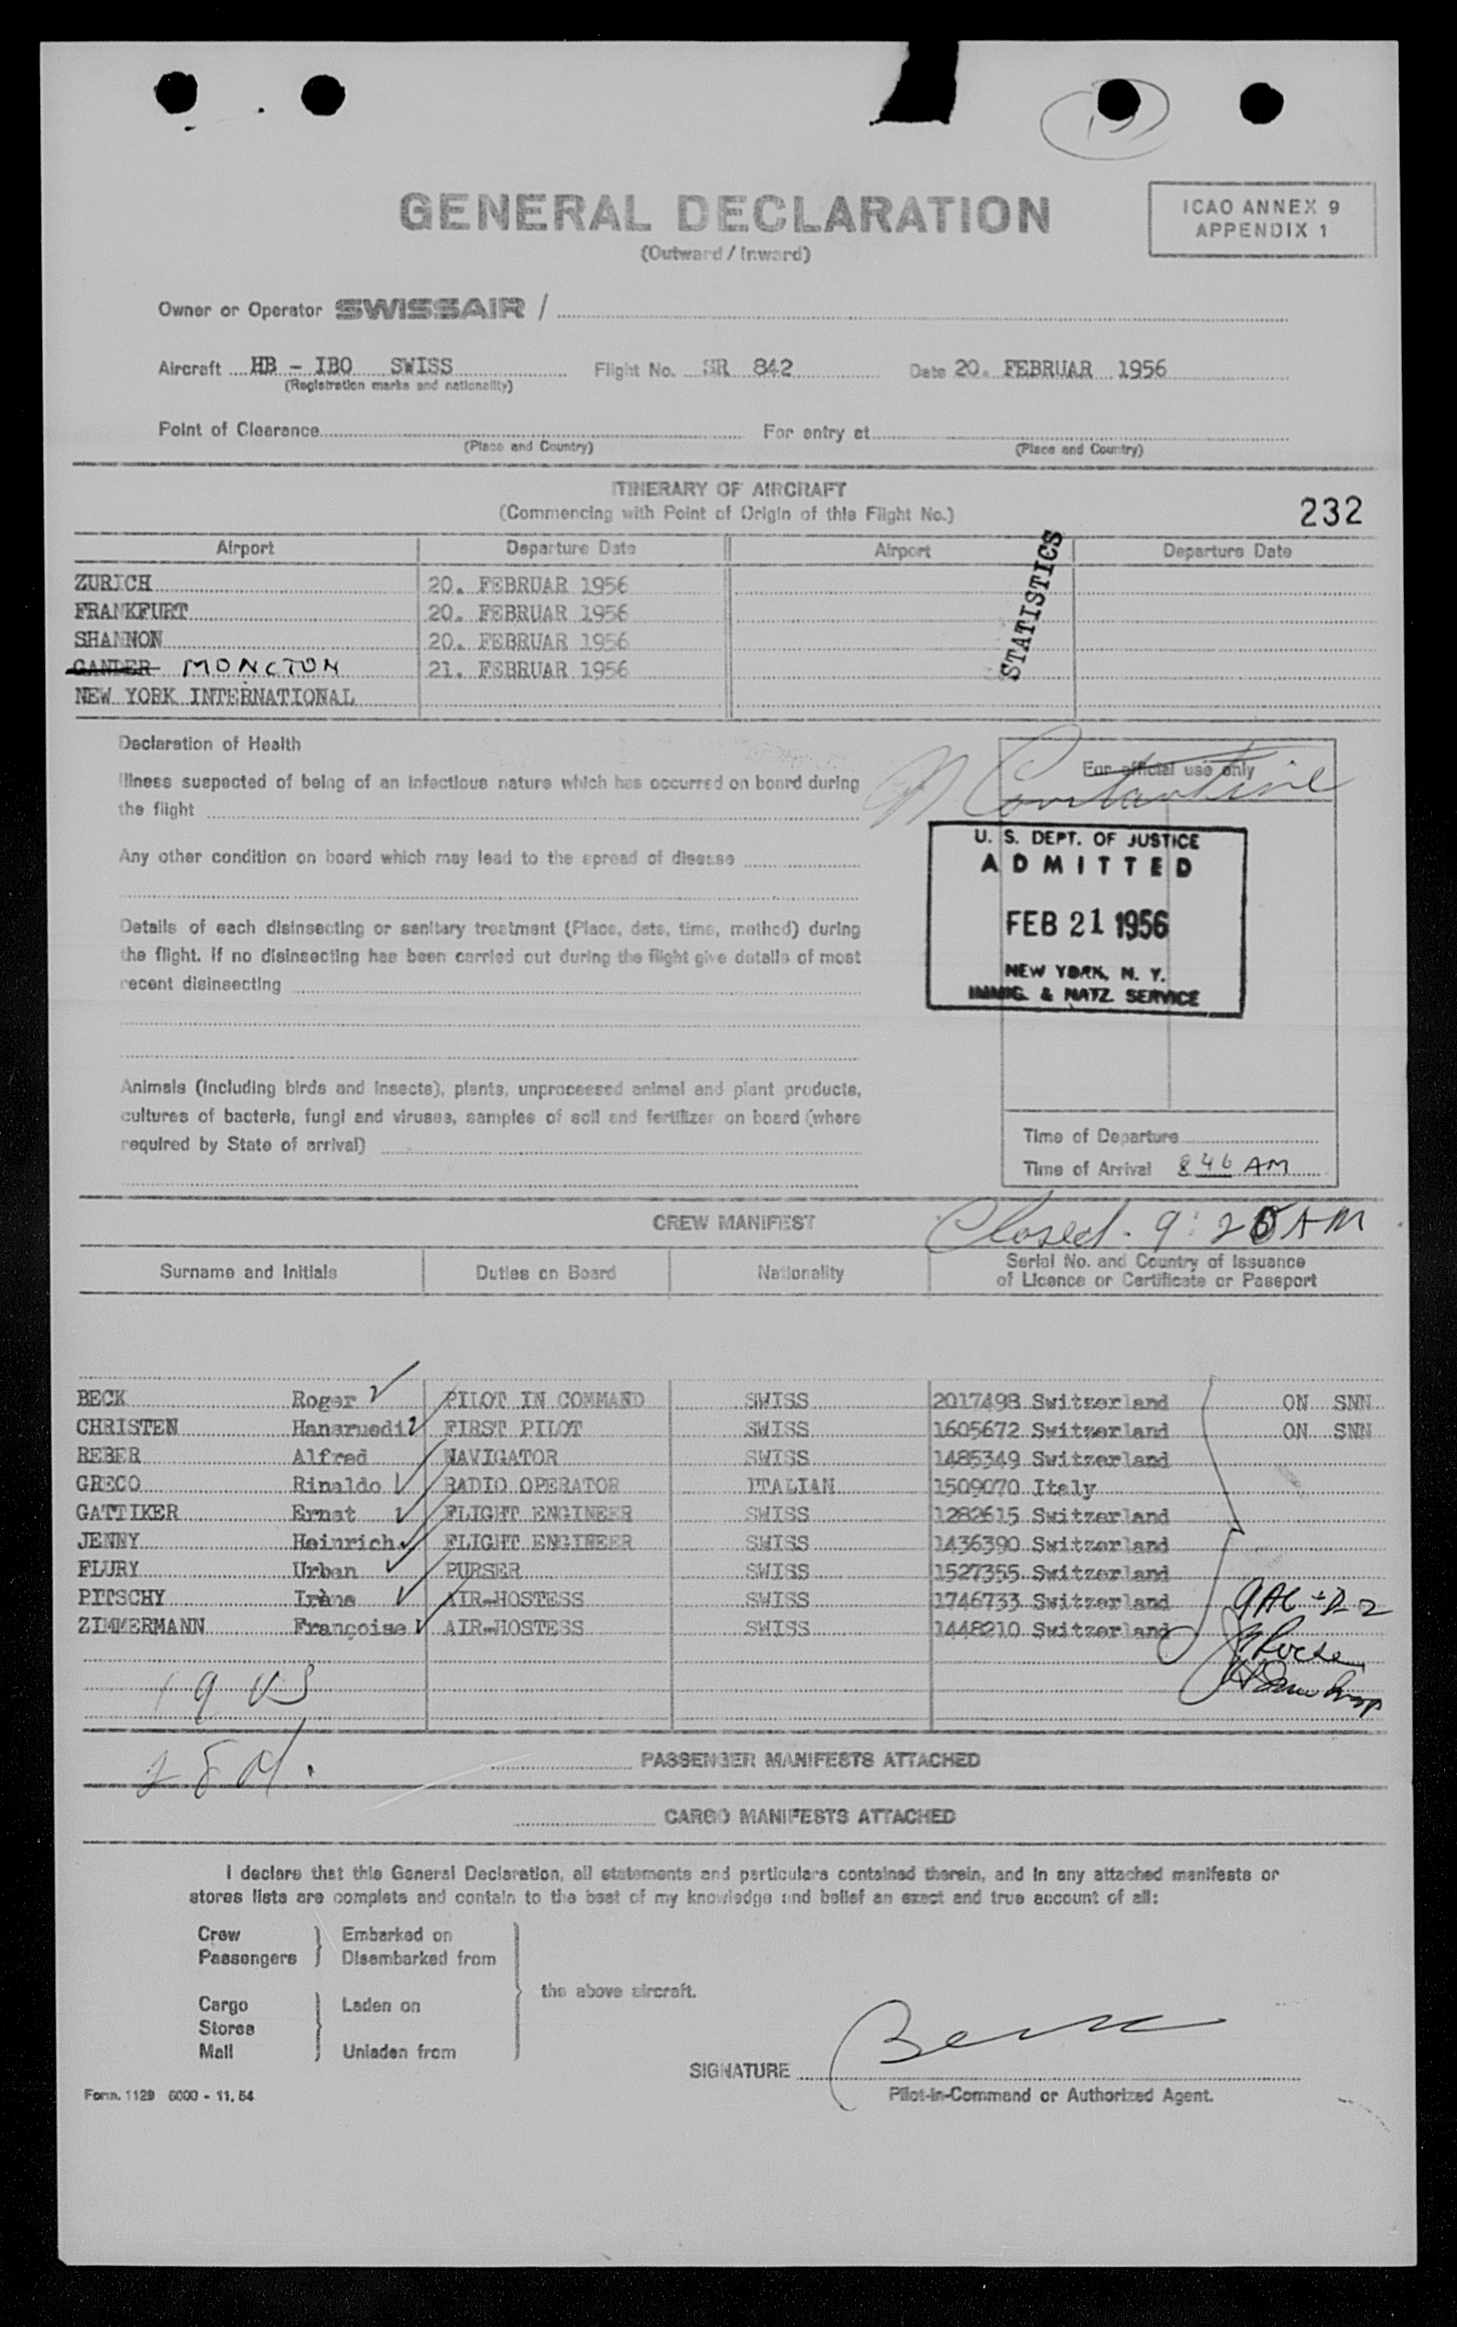 GENERAL DECLARATION
(Outward / Inward)
ICAO ANNEX 9
APPENDIX 1
Owner or Operator SWISSAIR /
Aircraft HB - IBO SWISS Flight No. SR 842 Date 20. FEBRUAR 1956
(Registration marks and nationality)
Point of Clearance For entry at
(Place and Country) (Place and Country)
ITINERARY OF AIRCRAFT
(Commencing with Point of Origin of this Flight No.)
232
Airport Departure Date Airport Departure Date
STATISTICS
ZURICH 20. FEBRUAR 1956
FRANKFURT 20. FEBRUAR 1956
SHANNON 20. FEBRUAR 1956
GANDER MONCTON 21. FEBRUAR 1956
NEW YORK INTERNATIONAL
Declaration of Health
Illness suspected of being of an infectious nature which has occurred on board during
the flight
Any other condition on board which may lead to the spread of disease
Details of each disinsecting or sanitary treatment (Place, date, time, method) during
the flight. If no disinsecting has been carried out during the flight give details of most
recent disinsecting
Animals (including birds and insects), plants, unprocessed animal and plant products,
cultures of bacteria, fungi and viruses, samples of soil and fertilizer on board (where
required by State of arrival)
For official use only
Constantine
U. S. DEPT. OF JUSTICE
ADMITTED
FEB 21 1956
NEW YORK, N. Y.
IMMIG. & NATZ. SERVICE
Time of Departure
Time of Arrival 8 46 AM
CREW MANIFEST
Closed - 9:20 AM
Surname and Initials Duties on Board Nationality Serial No. and Country of Issuance
of Licence or Certificate or Passport
BECK Roger PILOT IN COMMAND SWISS 2017498 Switzerland ON SNN
CHRISTEN Hansruedi FIRST PILOT SWISS 1605672 Switzerland ON SNN
REBER Alfred NAVIGATOR SWISS 1485349 Switzerland
GRECO Rinaldo RADIO OPERATOR ITALIAN 1509070 Italy
GATTIKER Ernst FLIGHT ENGINEER SWISS 1282615 Switzerland
JENNY Heinrich FLIGHT ENGINEER SWISS 1436390 Switzerland
FLURY Urban PURSER SWISS 1527355 Switzerland
PITSCHY Irène AIR-HOSTESS SWISS 1746733 Switzerland
ZIMMERMANN Françoise AIR-HOSTESS SWISS 1448210 Switzerland
19 US
PASSENGER MANIFESTS ATTACHED
CARGO MANIFESTS ATTACHED
I declare that this General Declaration, all statements and particulars contained therein, and in any attached manifests or
stores lists are complete and contain to the best of my knowledge and belief an exact and true account of all:
Crew Embarked on
Passengers Disembarked from
the above aircraft.
Cargo Laden on
Stores
Mail Unladen from
SIGNATURE Beck
Pilot-in-Command or Authorized Agent.
Form. 1129 6000 - 11. 54